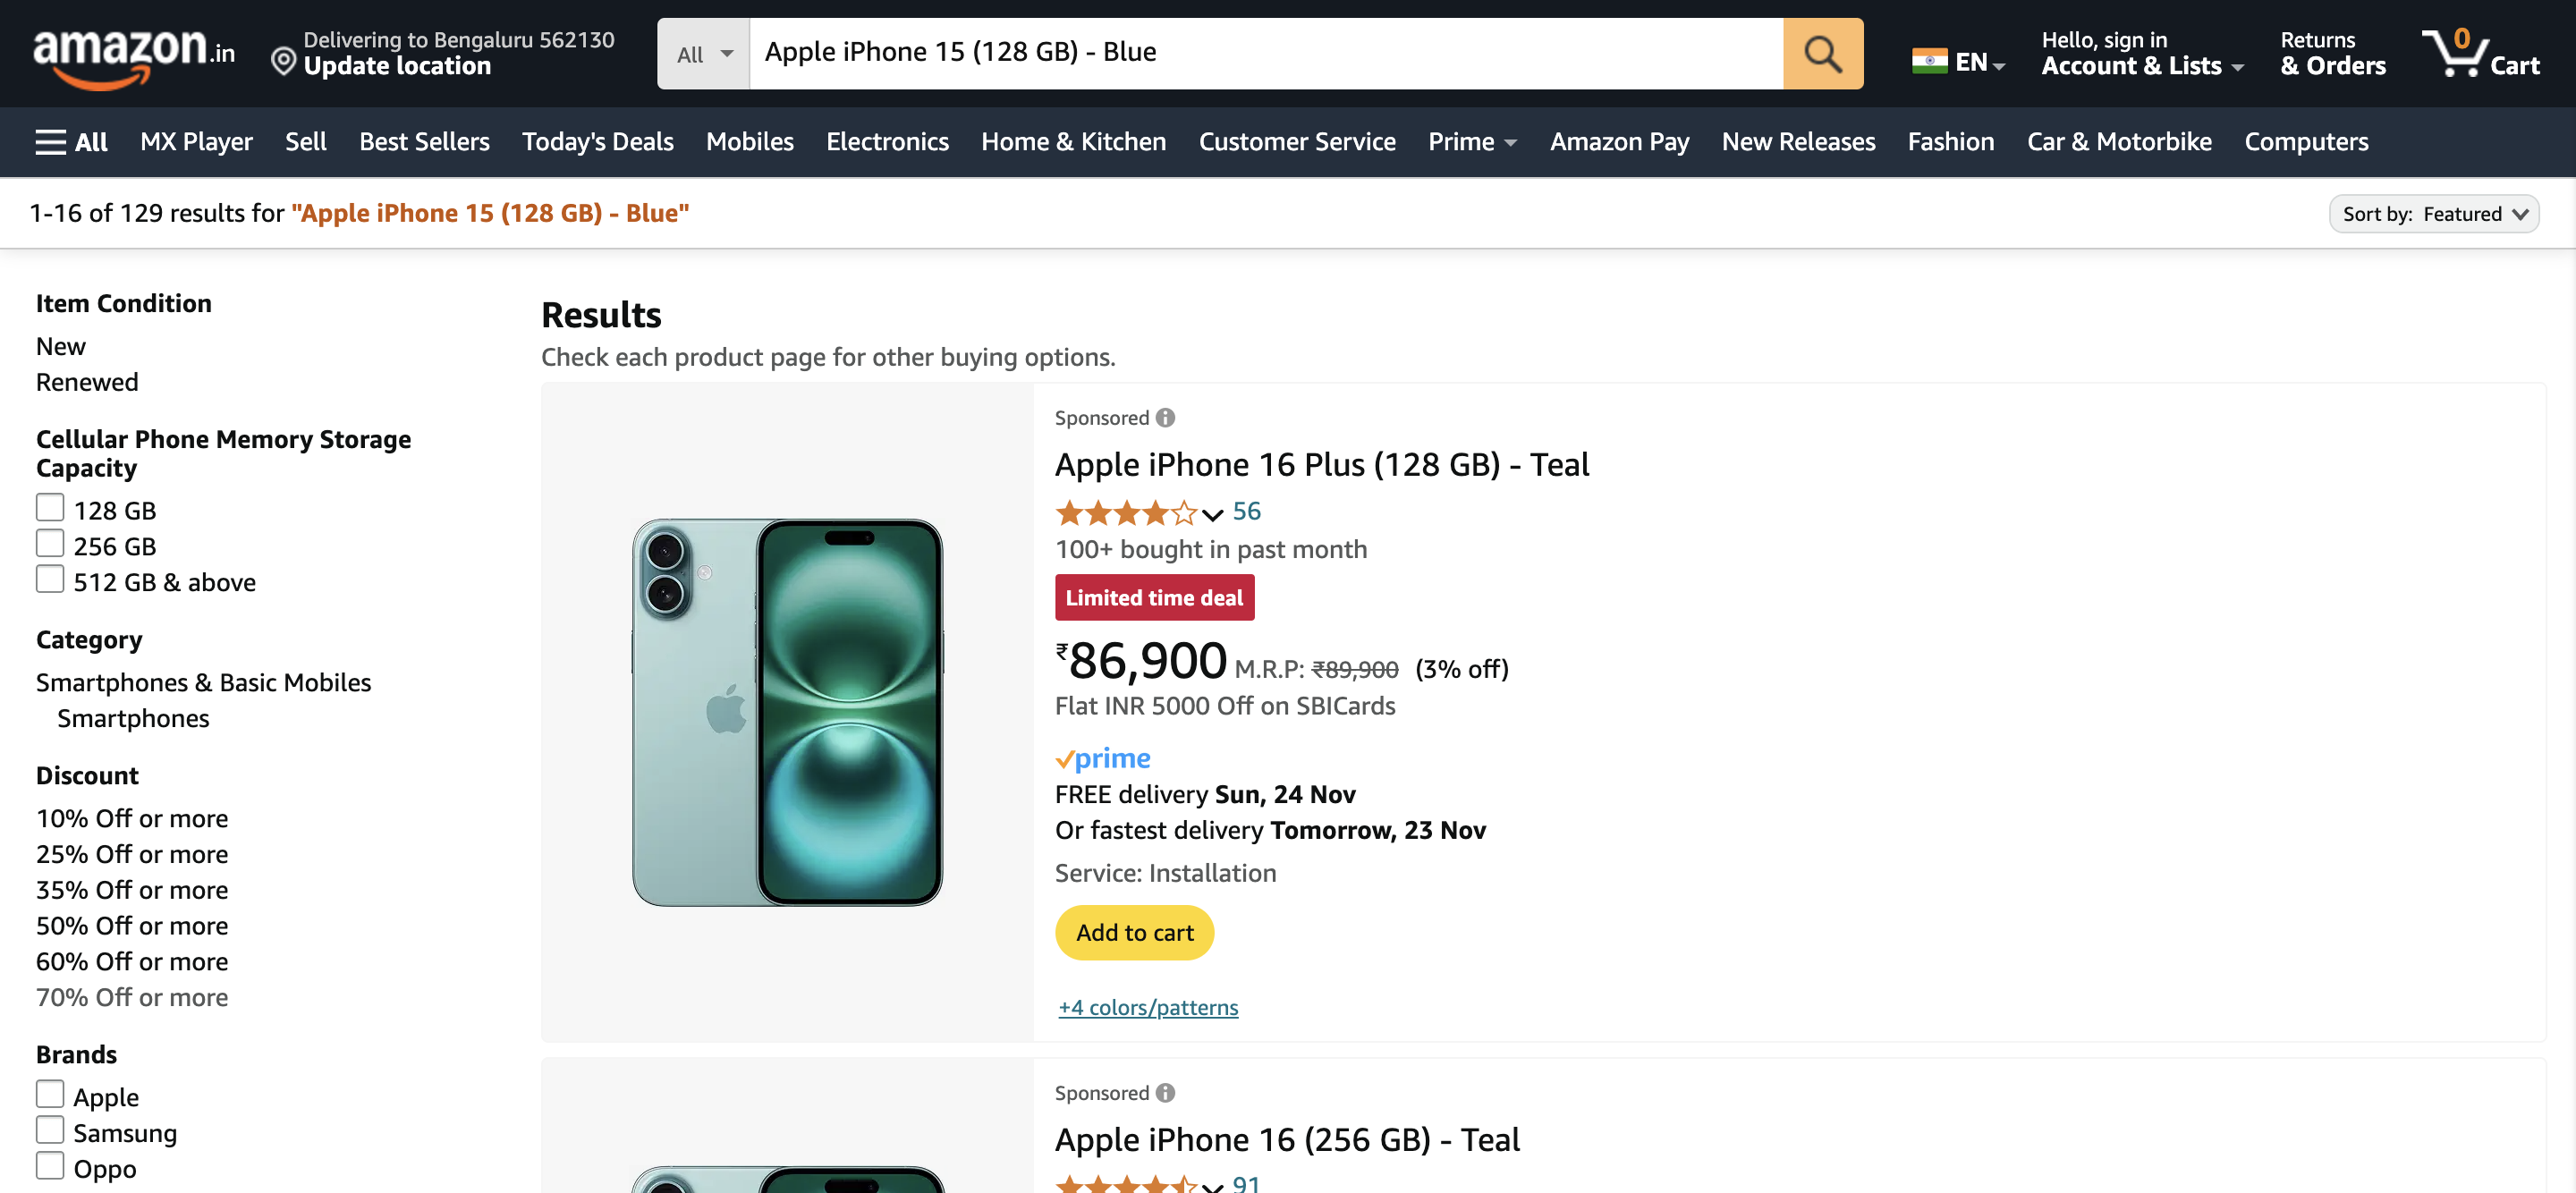 amazon.in
Delivering to Bengaluru 562130
Update location
All
Apple iPhone 15 (128 GB) - Blue
EN
Hello, sign in
Account & Lists
Returns
& Orders
0
Cart
All
MX Player
Sell
Best Sellers
Today's Deals
Mobiles
Electronics
Home & Kitchen
Customer Service
Prime
Amazon Pay
New Releases
Fashion
Car & Motorbike
Computers
1-16 of 129 results for "Apple iPhone 15 (128 GB) - Blue"
Sort by: Featured
Item Condition
New
Renewed
Cellular Phone Memory Storage
Capacity
128 GB
256 GB
512 GB & above
Category
Smartphones & Basic Mobiles
Smartphones
Discount
10% Off or more
25% Off or more
35% Off or more
50% Off or more
60% Off or more
70% Off or more
Brands
Apple
Samsung
Oppo
Results
Check each product page for other buying options.
Sponsored
Apple iPhone 16 Plus (128 GB) - Teal
56
100+ bought in past month
Limited time deal
₹86,900 M.R.P: ₹89,900 (3% off)
Flat INR 5000 Off on SBICards
prime
FREE delivery Sun, 24 Nov
Or fastest delivery Tomorrow, 23 Nov
Service: Installation
Add to cart
+4 colors/patterns
Sponsored
Apple iPhone 16 (256 GB) - Teal
91